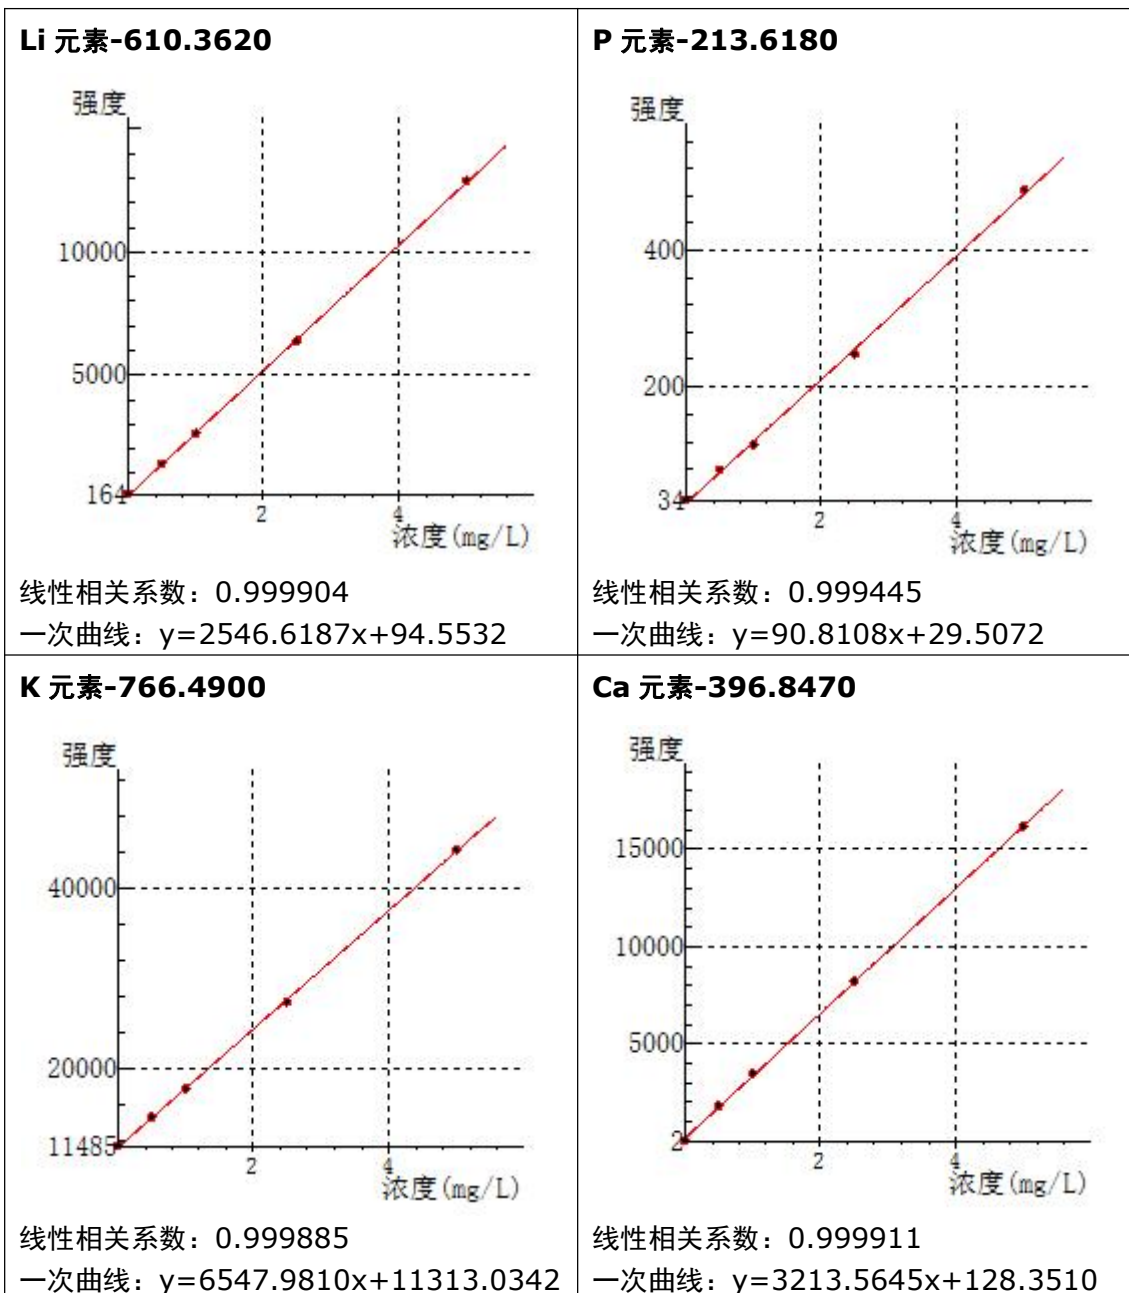 Li 元素-610.3620
强度
10000
5000
164
2
4
浓度(mg/L)
线性相关系数：0.999904
一次曲线：y=2546.6187x+94.5532
P 元素-213.6180
强度
400
200
34
2
4
浓度(mg/L)
线性相关系数：0.999445
一次曲线：y=90.8108x+29.5072
K 元素-766.4900
强度
40000
20000
11485
2
4
浓度(mg/L)
线性相关系数：0.999885
一次曲线：y=6547.9810x+11313.0342
Ca 元素-396.8470
强度
15000
10000
5000
2
2
4
浓度(mg/L)
线性相关系数：0.999911
一次曲线：y=3213.5645x+128.3510